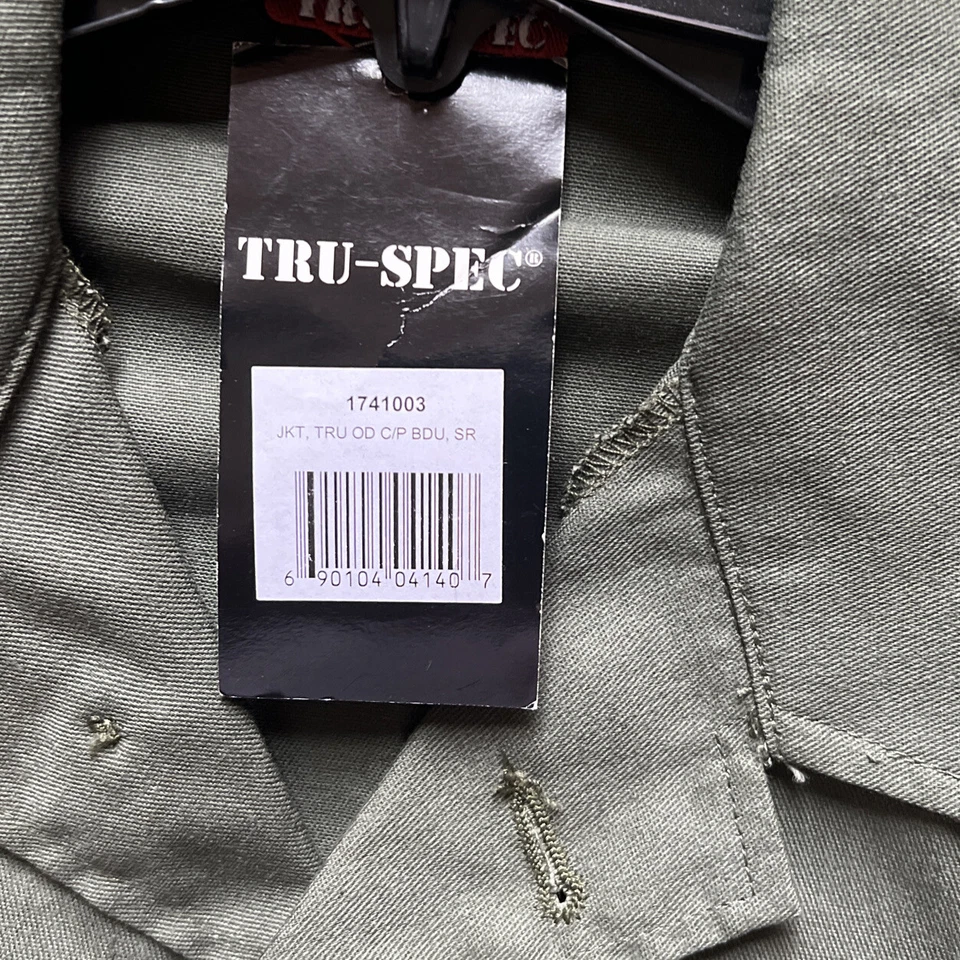 TRU-SPEC®
1741003
JKT, TRU OD C/P BDU, SR
6 90104 04140 7